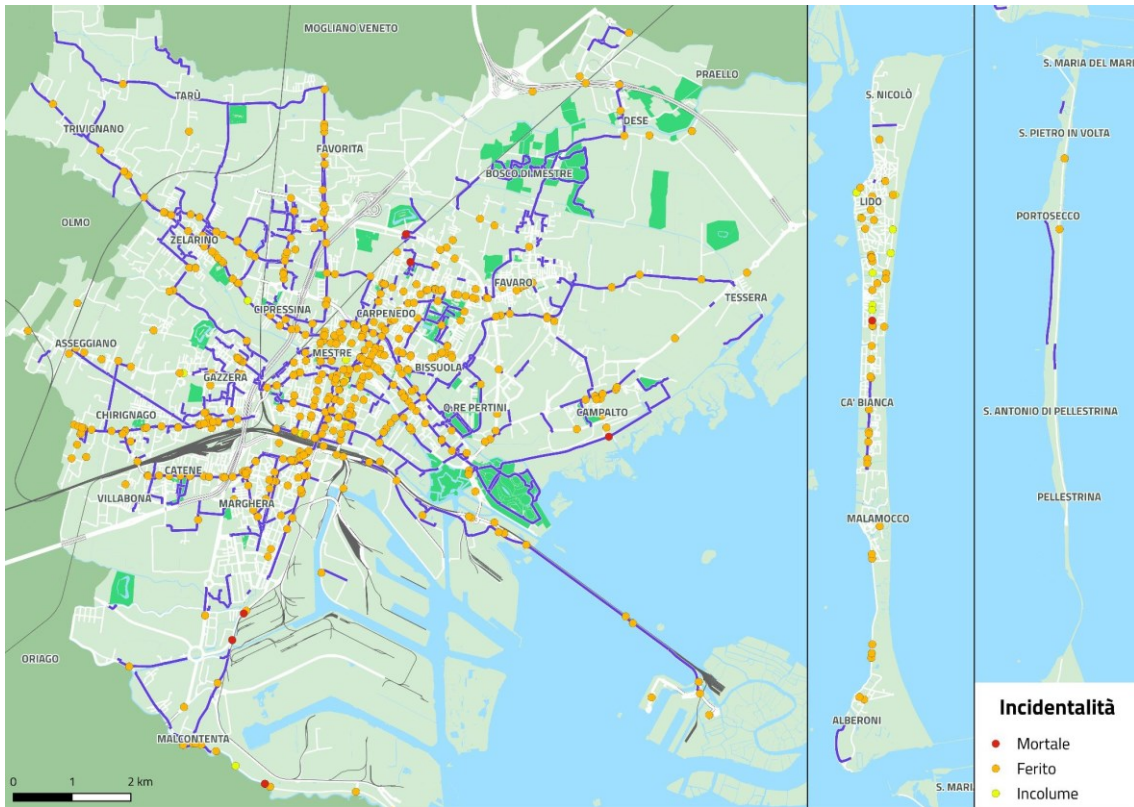 MOGLIANO VENETO
PRAELLO
TARÙ
DESE
TRIVIGNANO
FAVORITA
BOSCO DI MESTRE
OLMO
ZELARINO
FAVARO
TESSERA
CIPRESSINA
CARPENEDO
ASSEGGIANO
MESTRE
BISSUOLA
GAZZERA
CHIRIGNAGO
Q.RE PERTINI
CAMPALTO
CATENE
VILLABONA
MARGHERA
ORIAGO
MALCONTENTA
0 1 2 km
S. NICOLÒ
LIDO
CA' BIANCA
MALAMOCCO
ALBERONI
S. MARI
S. MARIA DEL MARE
S. PIETRO IN VOLTA
PORTOSECCO
S. ANTONIO DI PELLESTRINA
PELLESTRINA
Incidentalità
Mortale
Ferito
Incolume